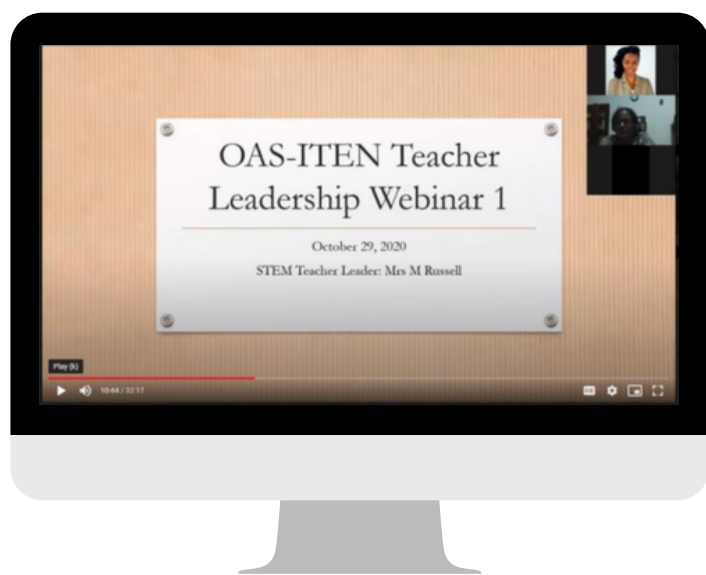 OAS-ITEN Teacher
Leadership Webinar 1
October 29, 2020
STEM Teacher Leader: Mrs M Russell
Play (k)
10:44 / 32:17
CC